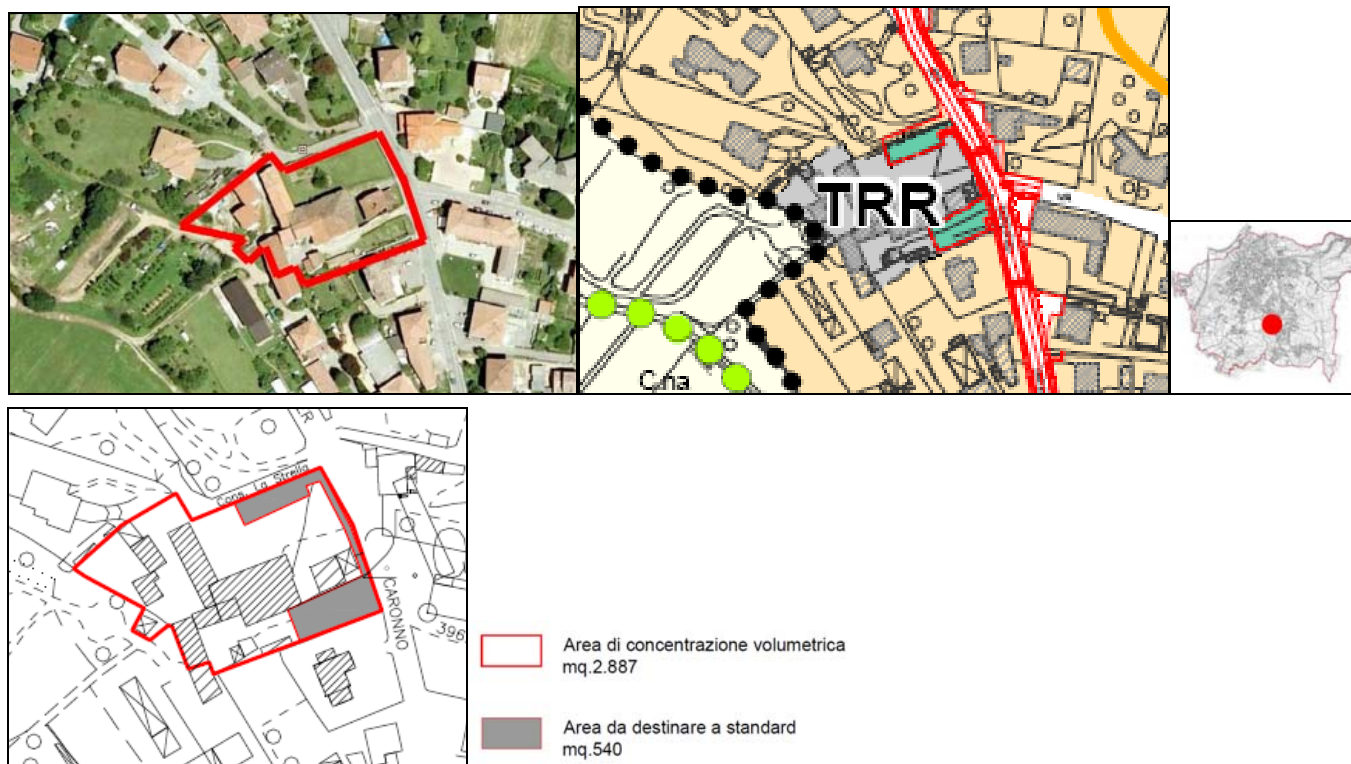 TRR
C.na
Cons. La Strella
CARONNO
396
Area di concentrazione volumetrica
mq.2.887
Area da destinare a standard
mq.540